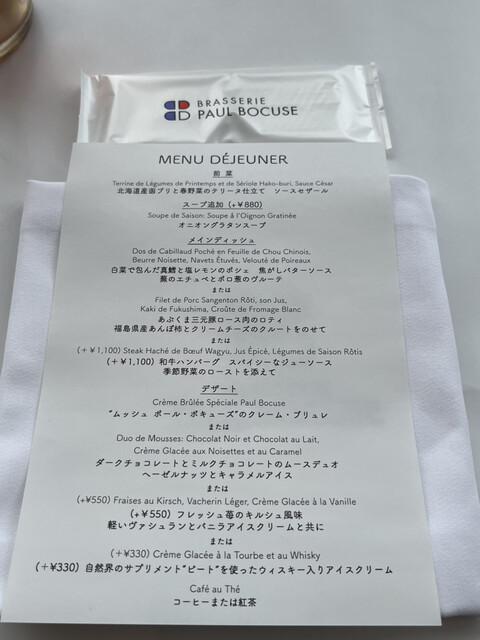 BRASSERIE
PAUL BOCUSE
MENU DÉJEUNER
前 菜
Terrine de Légumes de Printemps et de Sériole Hako-buri, Sauce César
北海道産函ブリと春野菜のテリーヌ仕立て　ソースセザール
スープ追加 (+¥880)
Soupe de Saison: Soupe à l'Oignon Gratinée
オニオングラタンスープ
メインディッシュ
Dos de Cabillaud Poché en Feuille de Chou Chinois,
Beurre Noisette, Navets Étuvés, Velouté de Poireaux
白菜で包んだ真鱈と塩レモンのポシェ　焦がしバターソース
蕪のエチュベとポロ葱のヴルーテ
または
Filet de Porc Sangenton Rôti, son Jus,
Kaki de Fukushima, Croûte de Fromage Blanc
あぶくま三元豚ロース肉のロティ
福島県産あんぽ柿とクリームチーズのクルートをのせて
または
(+¥1,100) Steak Haché de Bœuf Wagyu, Jus Épicé, Légumes de Saison Rôtis
(+¥1,100) 和牛ハンバーグ　スパイシーなジューソース
季節野菜のローストを添えて
デザート
Crème Brûlée Spéciale Paul Bocuse
“ムッシュ ポール・ボキューズ”のクレーム・ブリュレ
または
Duo de Mousses: Chocolat Noir et Chocolat au Lait,
Crème Glacée aux Noisettes et au Caramel
ダークチョコレートとミルクチョコレートのムースデュオ
ヘーゼルナッツとキャラメルアイス
または
(+¥550) Fraises au Kirsch, Vacherin Léger, Crème Glacée à la Vanille
(+¥550) フレッシュ苺のキルシュ風味
軽いヴァシュランとバニラアイスクリームと共に
または
(+¥330) Crème Glacée à la Tourbe et au Whisky
(+¥330) 自然界のサプリメント“ピート”を使ったウィスキー入りアイスクリーム
Café au Thé
コーヒーまたは紅茶